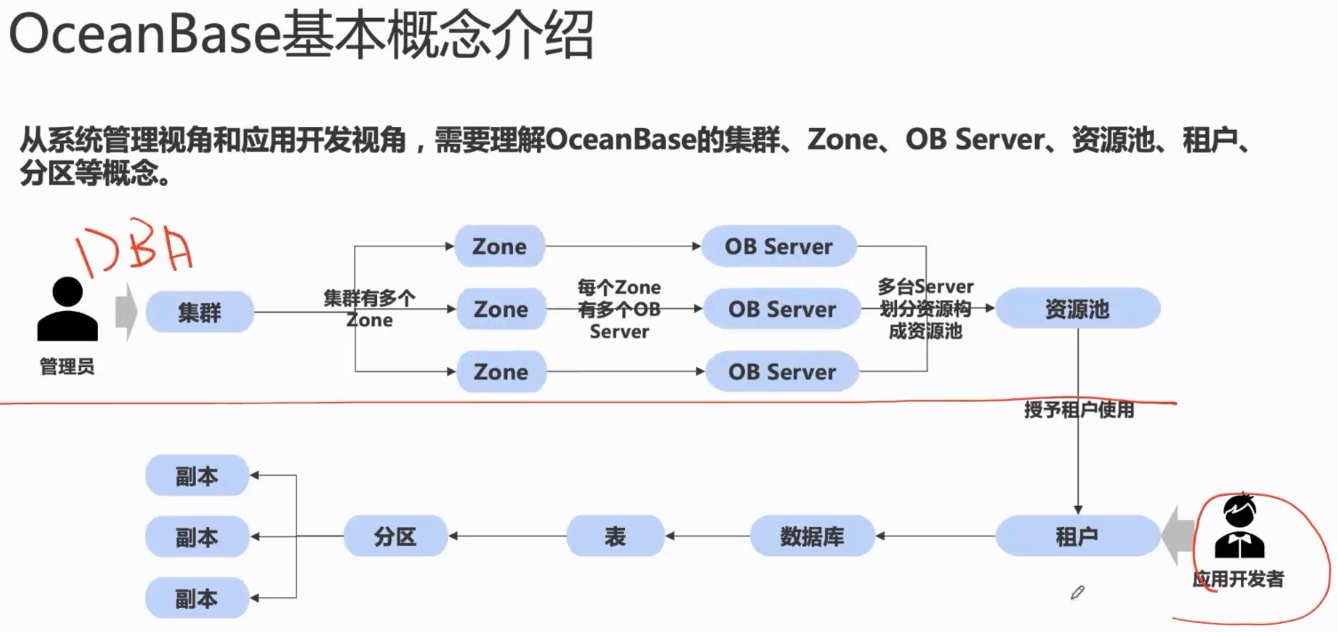 OceanBase基本概念介绍
从系统管理视角和应用开发视角，需要理解OceanBase的集群、Zone、OB Server、资源池、租户、
分区等概念。
DBA
管理员
集群
集群有多个
Zone
Zone
Zone
Zone
每个Zone
有多个OB
Server
OB Server
OB Server
OB Server
多台Server
划分资源构
成资源池
资源池
授予租户使用
副本
副本
副本
分区
表
数据库
租户
应用开发者